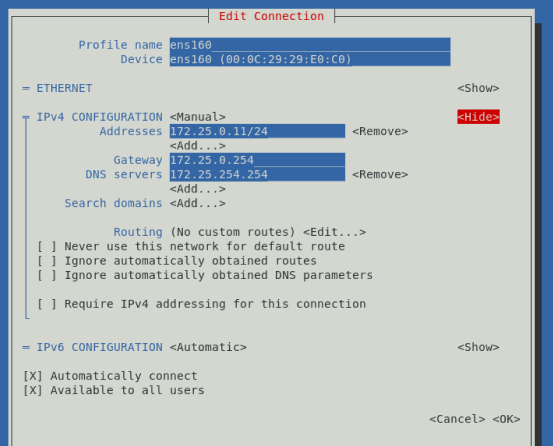 Edit Connection
Profile name ens160
Device ens160 (00:0C:29:29:E0:C0)
= ETHERNET <Show>
= IPv4 CONFIGURATION <Manual> <Hide>
Addresses 172.25.0.11/24 <Remove>
<Add...>
Gateway 172.25.0.254
DNS servers 172.25.254.254 <Remove>
<Add...>
Search domains <Add...>
Routing (No custom routes) <Edit...>
[ ] Never use this network for default route
[ ] Ignore automatically obtained routes
[ ] Ignore automatically obtained DNS parameters
[ ] Require IPv4 addressing for this connection
= IPv6 CONFIGURATION <Automatic> <Show>
[X] Automatically connect
[X] Available to all users
<Cancel> <OK>